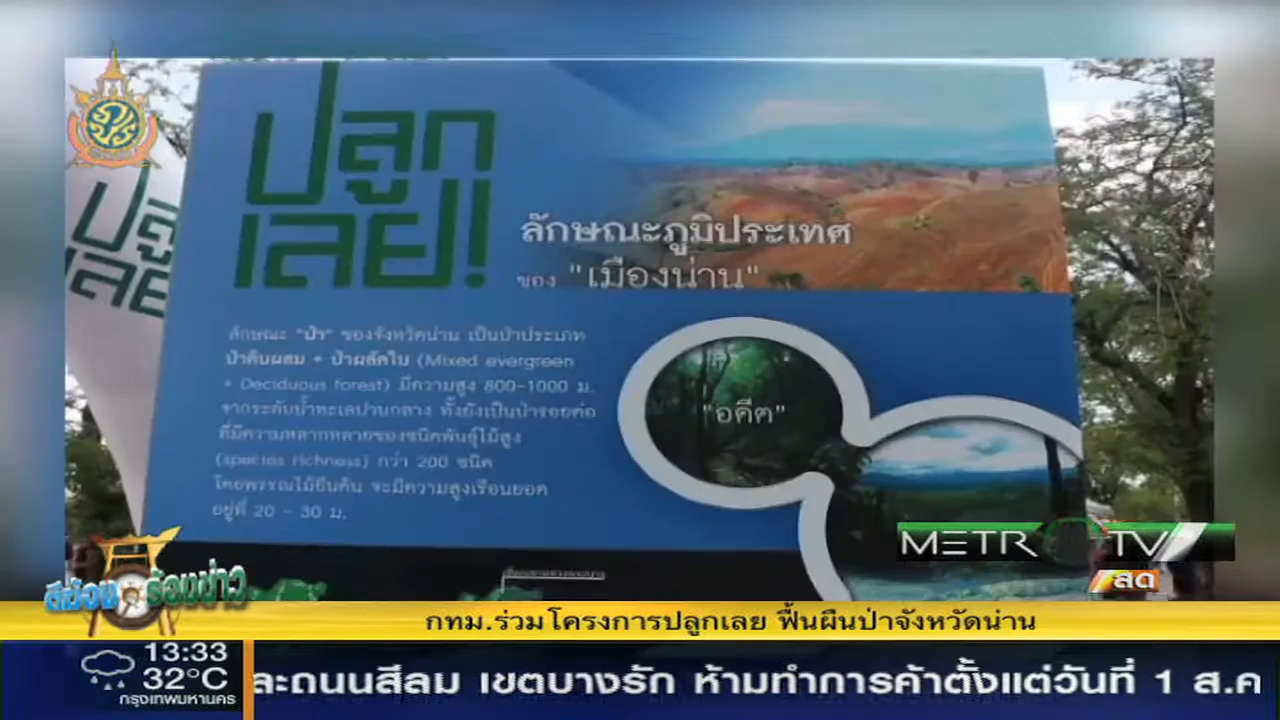 ปลูก
เลย!
ปลูก
เลย
ลักษณะภูมิประเทศ
ของ "เมืองน่าน"
ลักษณะ "ป่า" ของจังหวัดน่าน เป็นป่าประเภท
ป่าดิบผสม + ป่าผลัดใบ (Mixed evergreen
+ Deciduous forest) มีความสูง 800-1000 ม.
จากระดับน้ำทะเลปานกลาง ทั้งยังเป็นป่ารอยต่อ
ที่มีความหลากหลายของชนิดพันธุ์ไม้สูง
(species richness) กว่า 200 ชนิด
โดยพรรณไม้ยืนต้น จะมีความสูงเรือนยอด
อยู่ที่ 20 - 30 ม.
"อดีต"
METR TV
สด
ตีฆ้องร้องข่าว
กทม.ร่วมโครงการปลูกเลย ฟื้นผืนป่าจังหวัดน่าน
13:33
32°C
กรุงเทพมหานคร
ละถนนสีลม เขตบางรัก ห้ามทำการค้าตั้งแต่วันที่ 1 ส.ค